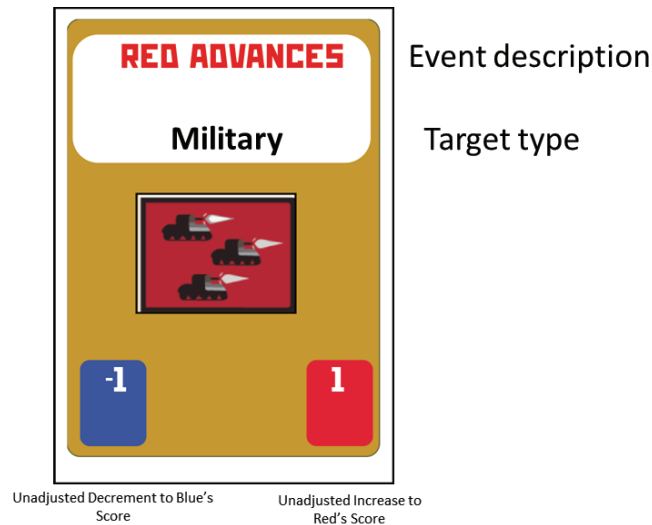 RED ADVANCES
Event description
Military
Target type
-1
1
Unadjusted Decrement to Blue's
Score
Unadjusted Increase to
Red's Score